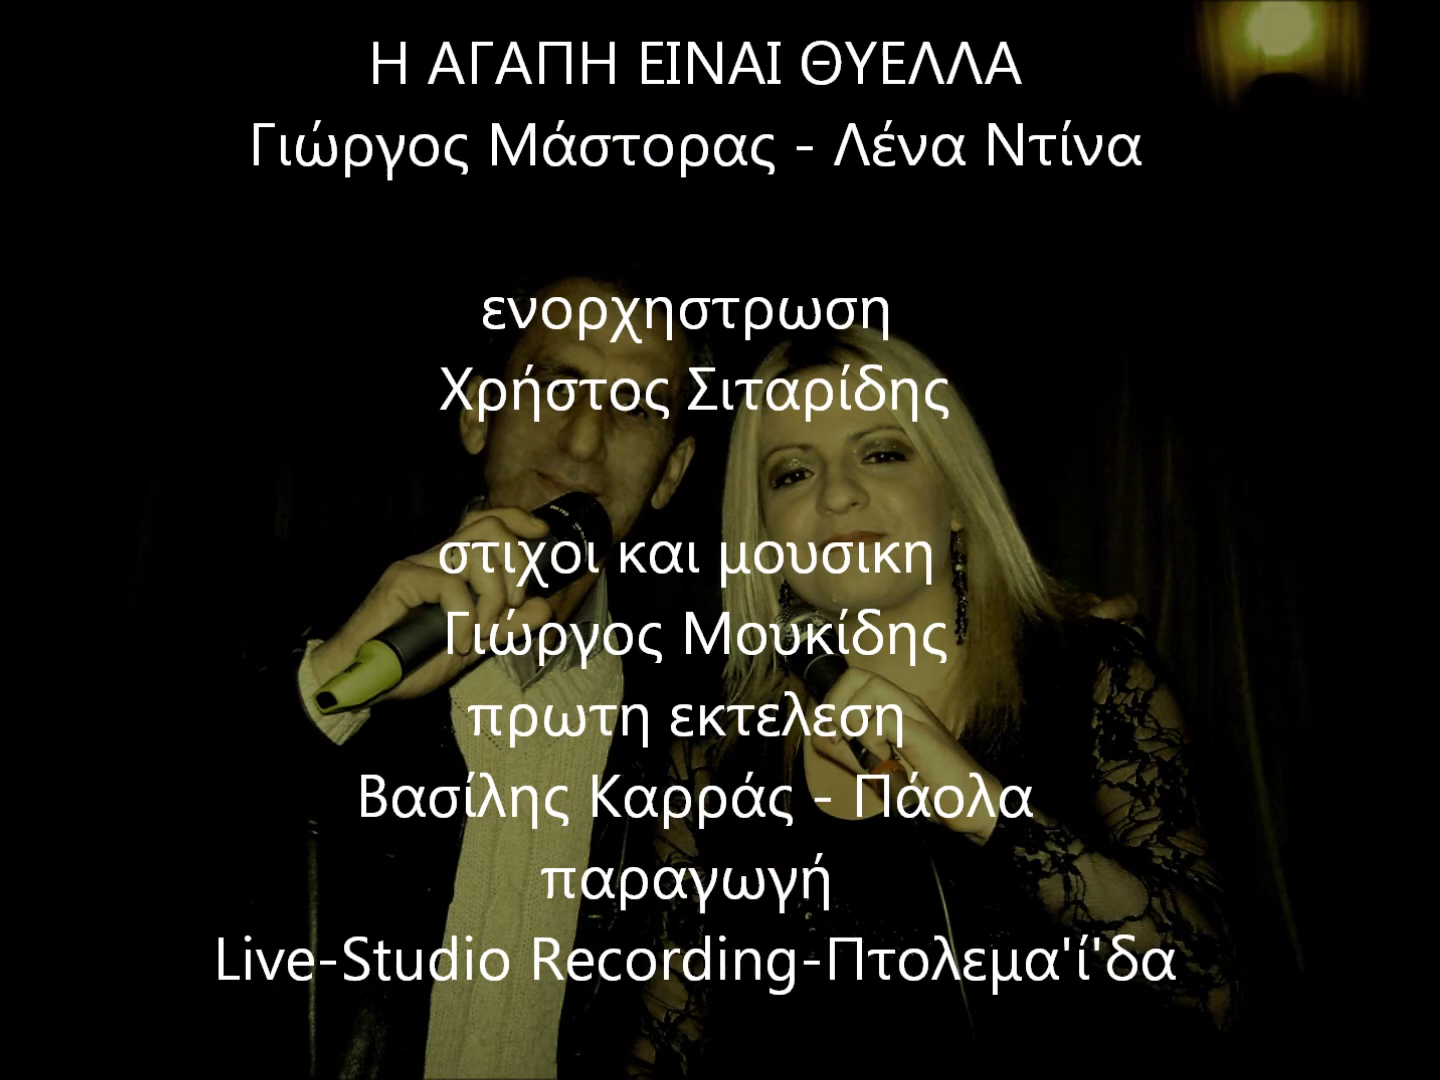 Η ΑΓΑΠΗ ΕΙΝΑΙ ΘΥΕΛΛΑ
Γιώργος Μάστορας - Λένα Ντίνα
ενορχηστρωση
Χρήστος Σιταρίδης
στιχοι και μουσικη
Γιώργος Μουκίδης
πρωτη εκτελεση
Βασίλης Καρράς - Πάολα
παραγωγή
Live-Studio Recording-Πτολεμα'ί'δα